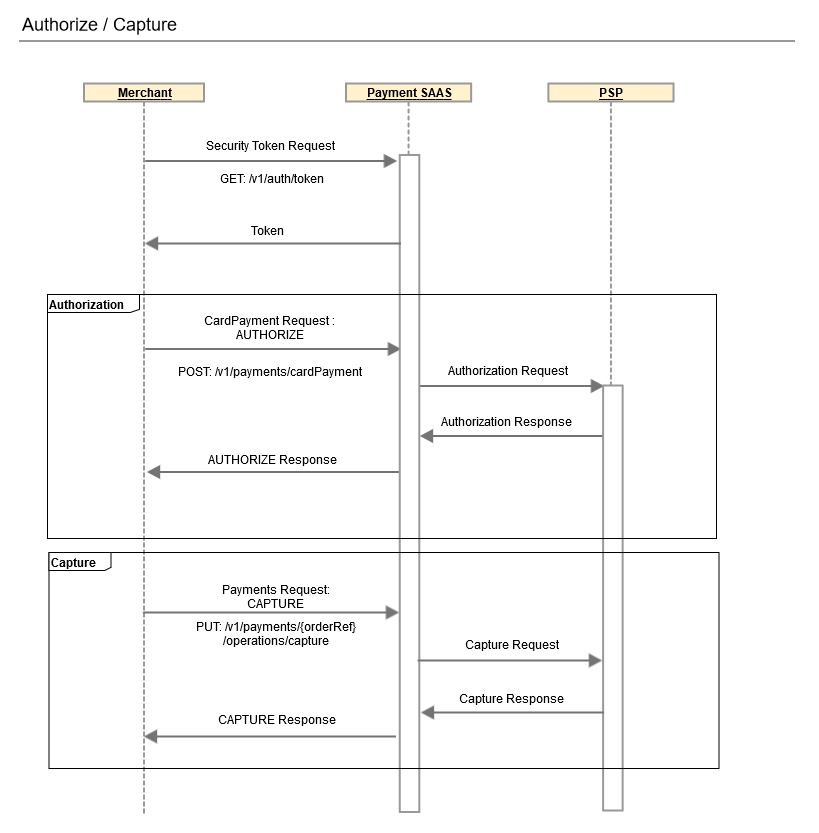 Authorize / Capture
Merchant
Payment SAAS
PSP
Security Token Request
GET: /v1/auth/token
Token
Authorization
CardPayment Request :
AUTHORIZE
POST: /v1/payments/cardPayment
Authorization Request
Authorization Response
AUTHORIZE Response
Capture
Payments Request:
CAPTURE
PUT: /v1/payments/{orderRef}
/operations/capture
Capture Request
Capture Response
CAPTURE Response